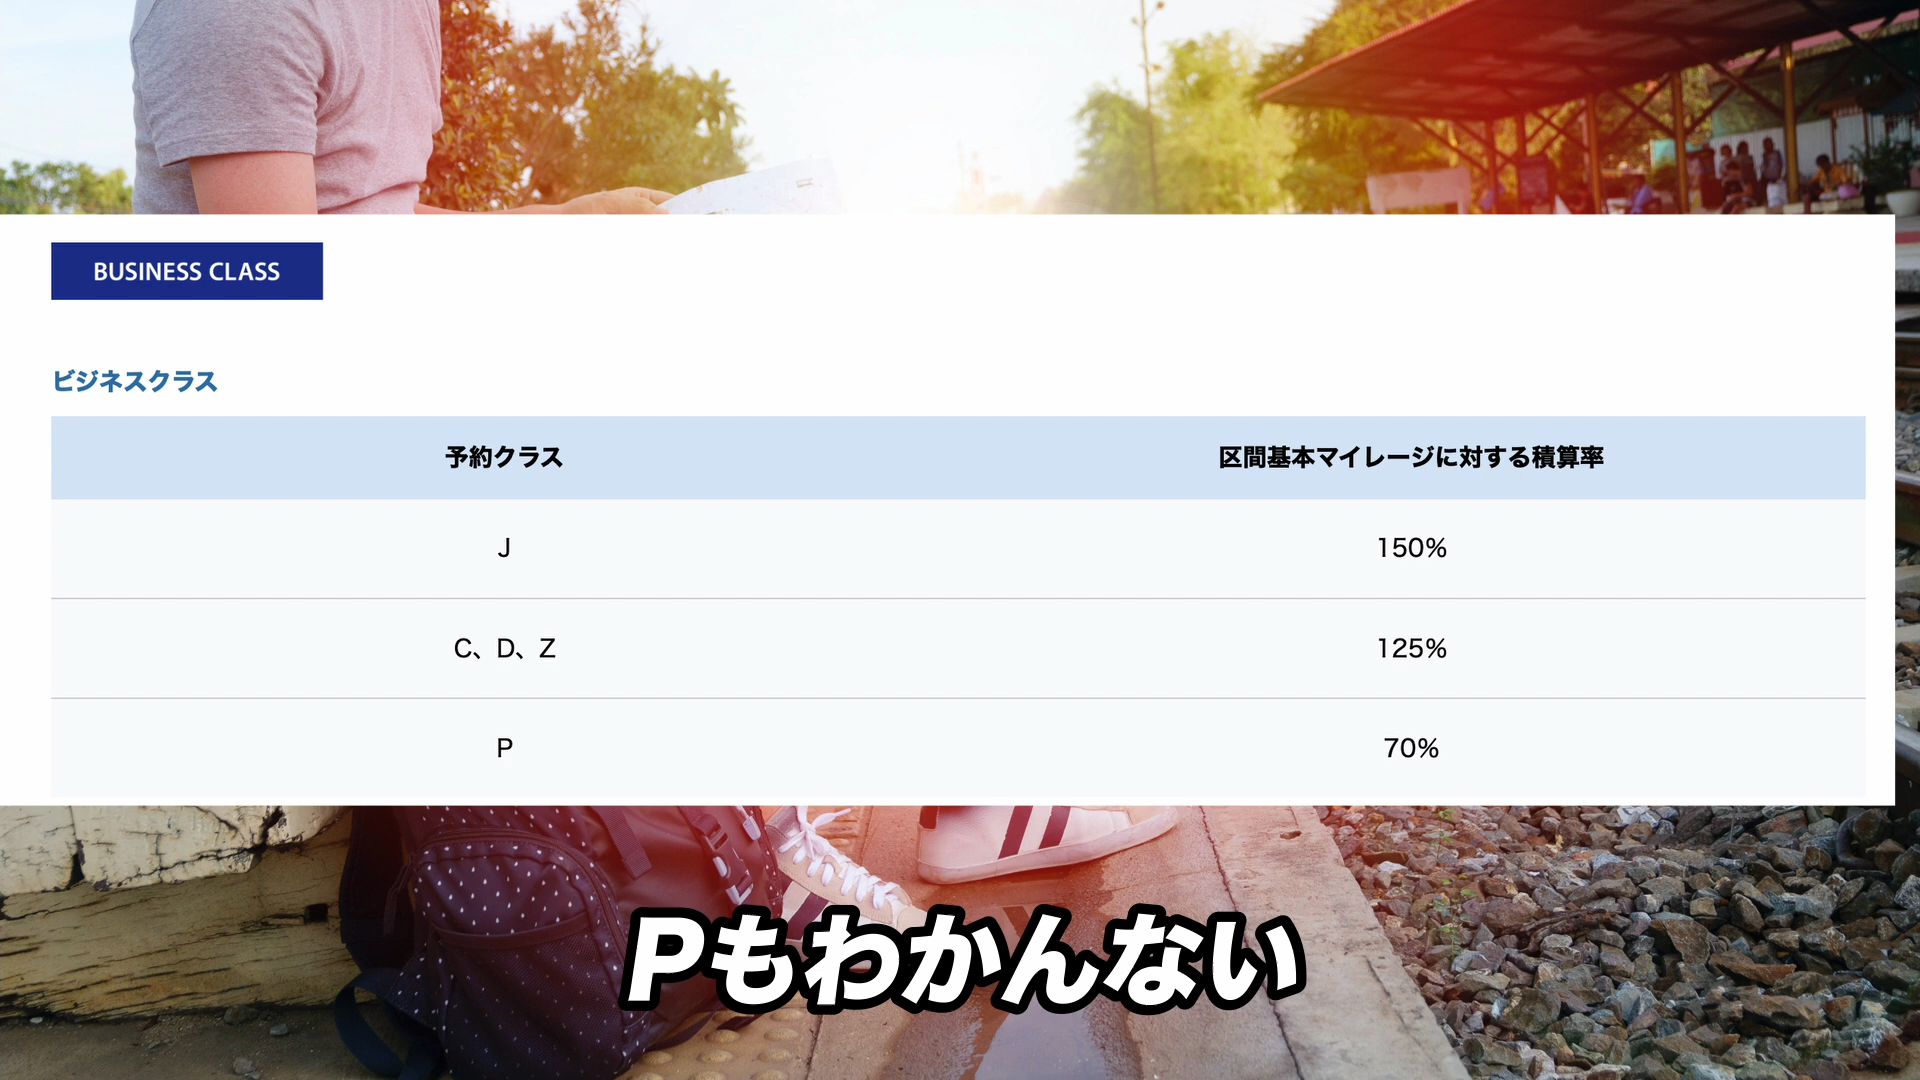 BUSINESS CLASS
ビジネスクラス
予約クラス 区間基本マイレージに対する積算率
J 150%
C、D、Z 125%
P 70%
Pもわかんない